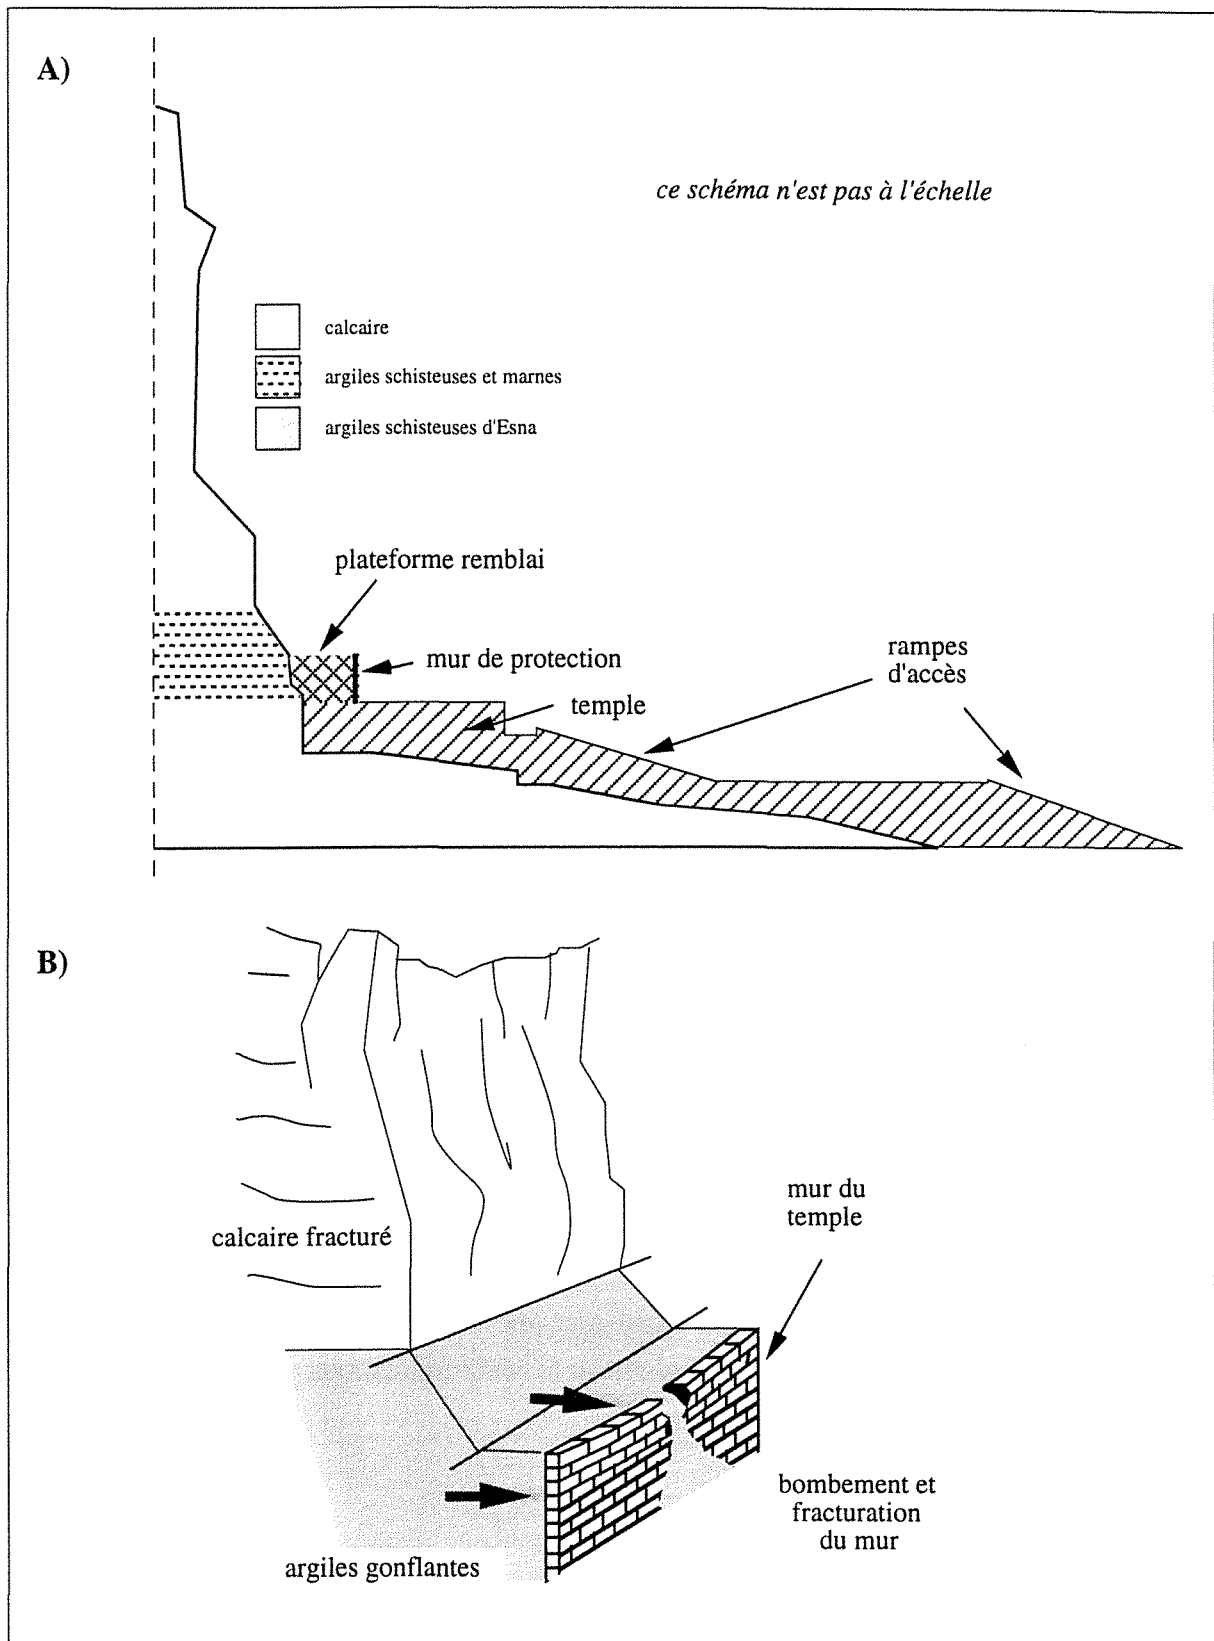 A)
ce schéma n'est pas à l'échelle
calcaire
argiles schisteuses et marnes
argiles schisteuses d'Esna
plateforme remblai
mur de protection
temple
rampes
d'accès
B)
mur du
temple
calcaire fracturé
bombement et
fracturation
du mur
argiles gonflantes